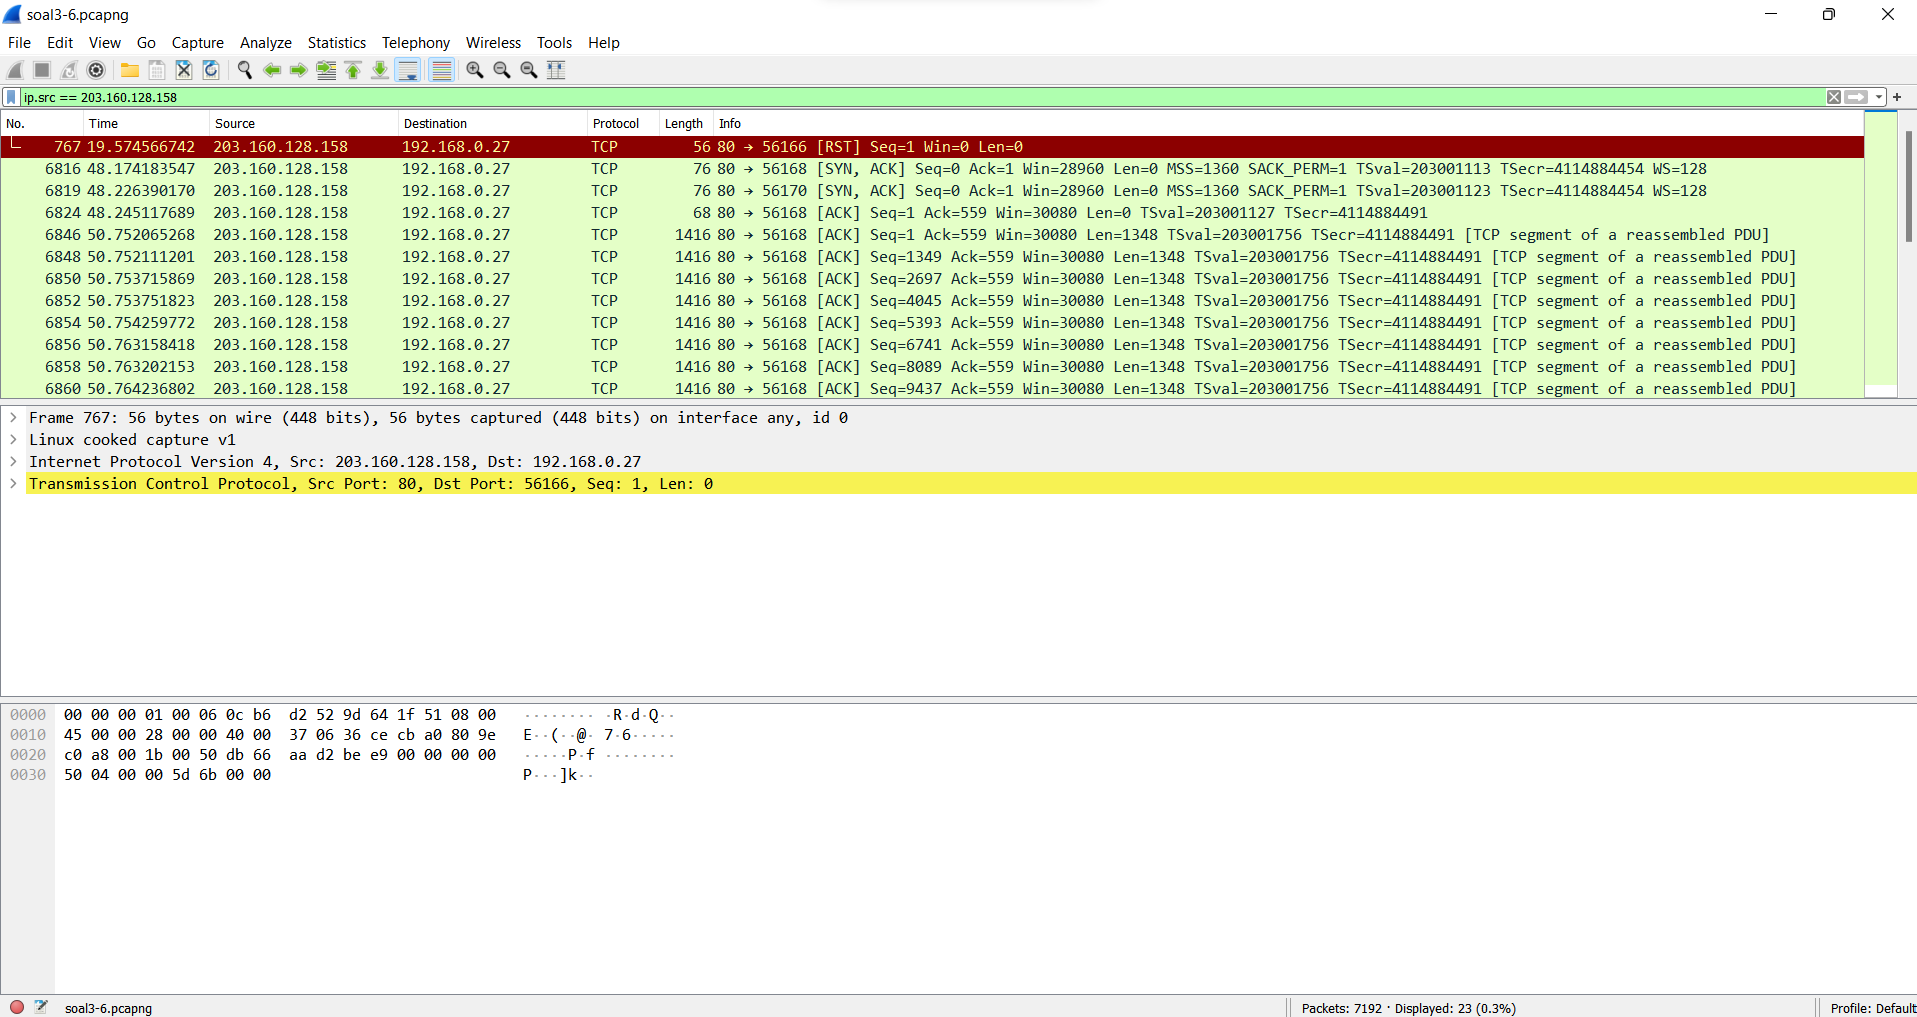 soal3-6.pcapng
File Edit View Go Capture Analyze Statistics Telephony Wireless Tools Help
ip.src == 203.160.128.158
No. Time Source Destination Protocol Length Info
767 19.574566742 203.160.128.158 192.168.0.27 TCP 56 80 → 56166 [RST] Seq=1 Win=0 Len=0
6816 48.174183547 203.160.128.158 192.168.0.27 TCP 76 80 → 56168 [SYN, ACK] Seq=0 Ack=1 Win=28960 Len=0 MSS=1360 SACK_PERM=1 TSval=203001113 TSecr=4114884454 WS=128
6819 48.226390170 203.160.128.158 192.168.0.27 TCP 76 80 → 56170 [SYN, ACK] Seq=0 Ack=1 Win=28960 Len=0 MSS=1360 SACK_PERM=1 TSval=203001123 TSecr=4114884454 WS=128
6824 48.245117689 203.160.128.158 192.168.0.27 TCP 68 80 → 56168 [ACK] Seq=1 Ack=559 Win=30080 Len=0 TSval=203001127 TSecr=4114884491
6846 50.752065268 203.160.128.158 192.168.0.27 TCP 1416 80 → 56168 [ACK] Seq=1 Ack=559 Win=30080 Len=1348 TSval=203001756 TSecr=4114884491 [TCP segment of a reassembled PDU]
6848 50.752111201 203.160.128.158 192.168.0.27 TCP 1416 80 → 56168 [ACK] Seq=1349 Ack=559 Win=30080 Len=1348 TSval=203001756 TSecr=4114884491 [TCP segment of a reassembled PDU]
6850 50.753715869 203.160.128.158 192.168.0.27 TCP 1416 80 → 56168 [ACK] Seq=2697 Ack=559 Win=30080 Len=1348 TSval=203001756 TSecr=4114884491 [TCP segment of a reassembled PDU]
6852 50.753751823 203.160.128.158 192.168.0.27 TCP 1416 80 → 56168 [ACK] Seq=4045 Ack=559 Win=30080 Len=1348 TSval=203001756 TSecr=4114884491 [TCP segment of a reassembled PDU]
6854 50.754259772 203.160.128.158 192.168.0.27 TCP 1416 80 → 56168 [ACK] Seq=5393 Ack=559 Win=30080 Len=1348 TSval=203001756 TSecr=4114884491 [TCP segment of a reassembled PDU]
6856 50.763158418 203.160.128.158 192.168.0.27 TCP 1416 80 → 56168 [ACK] Seq=6741 Ack=559 Win=30080 Len=1348 TSval=203001756 TSecr=4114884491 [TCP segment of a reassembled PDU]
6858 50.763202153 203.160.128.158 192.168.0.27 TCP 1416 80 → 56168 [ACK] Seq=8089 Ack=559 Win=30080 Len=1348 TSval=203001756 TSecr=4114884491 [TCP segment of a reassembled PDU]
6860 50.764236802 203.160.128.158 192.168.0.27 TCP 1416 80 → 56168 [ACK] Seq=9437 Ack=559 Win=30080 Len=1348 TSval=203001756 TSecr=4114884491 [TCP segment of a reassembled PDU]
Frame 767: 56 bytes on wire (448 bits), 56 bytes captured (448 bits) on interface any, id 0
Linux cooked capture v1
Internet Protocol Version 4, Src: 203.160.128.158, Dst: 192.168.0.27
Transmission Control Protocol, Src Port: 80, Dst Port: 56166, Seq: 1, Len: 0
0000 00 00 00 01 00 06 0c b6 d2 52 9d 64 1f 51 08 00 ········ ·R·d·Q··
0010 45 00 00 28 00 00 40 00 37 06 36 ce cb a0 80 9e E··(··@· 7·6·····
0020 c0 a8 00 1b 00 50 db 66 aa d2 be e9 00 00 00 00 ·····P·f ········
0030 50 04 00 00 5d 6b 00 00 P···]k··
soal3-6.pcapng Packets: 7192 · Displayed: 23 (0.3%) Profile: Default